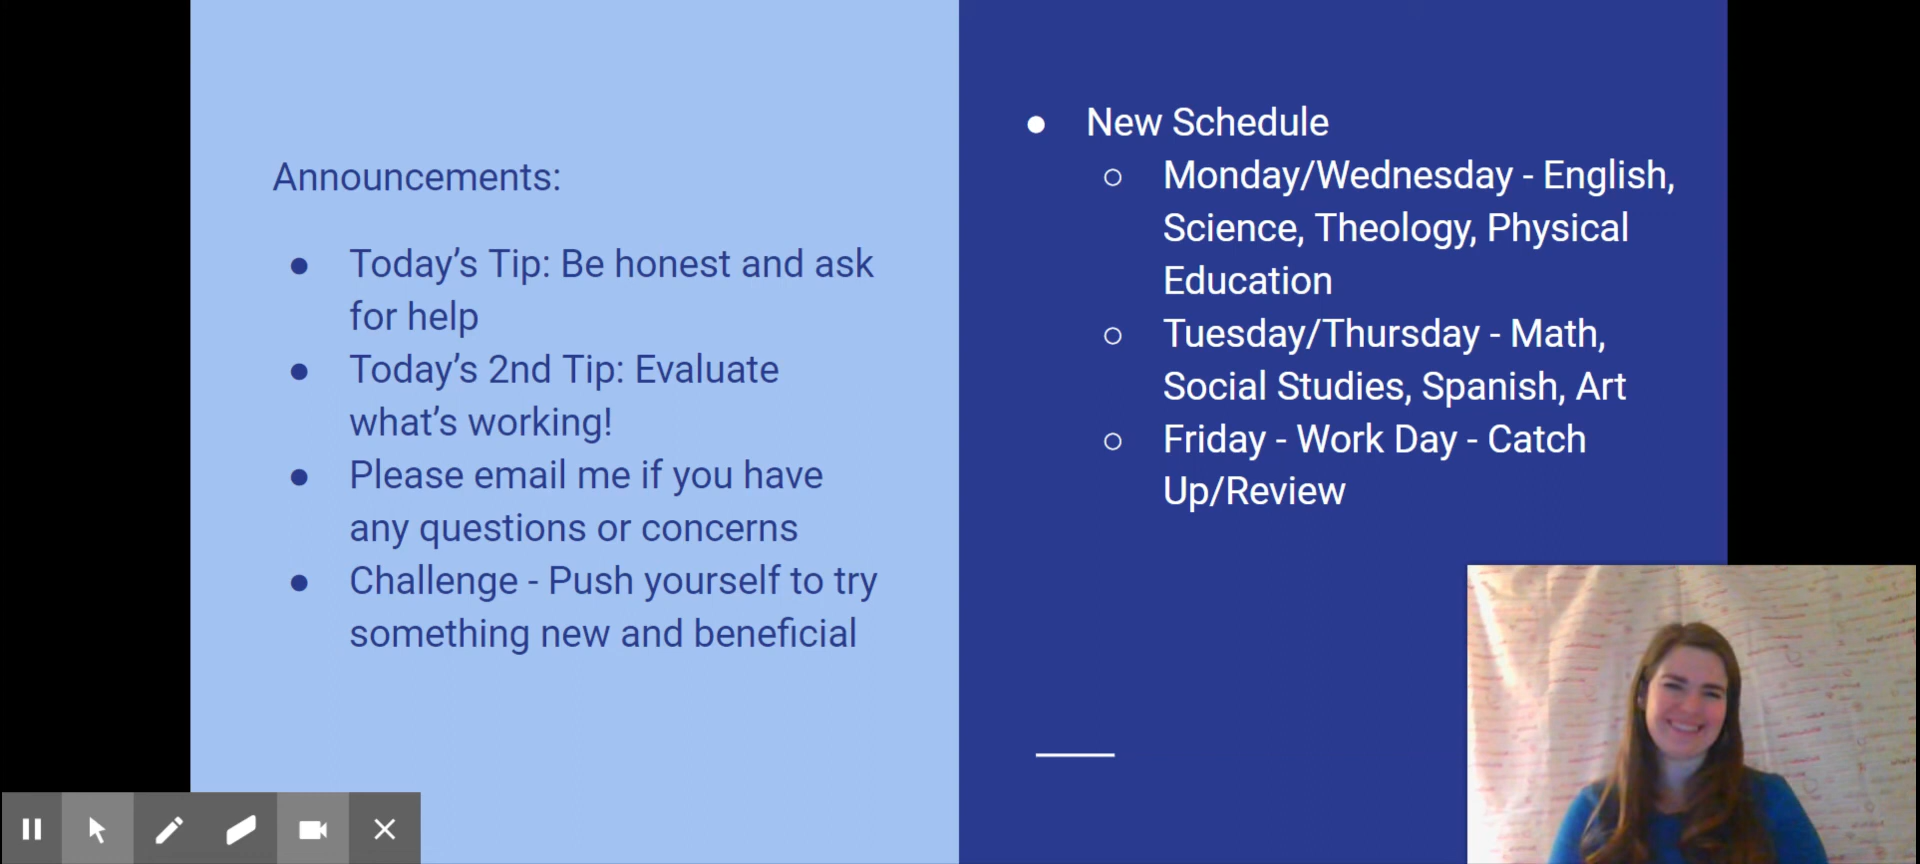 Announcements:
● Today's Tip: Be honest and ask
for help
● Today's 2nd Tip: Evaluate
what's working!
● Please email me if you have
any questions or concerns
● Challenge - Push yourself to try
something new and beneficial
● New Schedule
○ Monday/Wednesday - English,
Science, Theology, Physical
Education
○ Tuesday/Thursday - Math,
Social Studies, Spanish, Art
○ Friday - Work Day - Catch
Up/Review